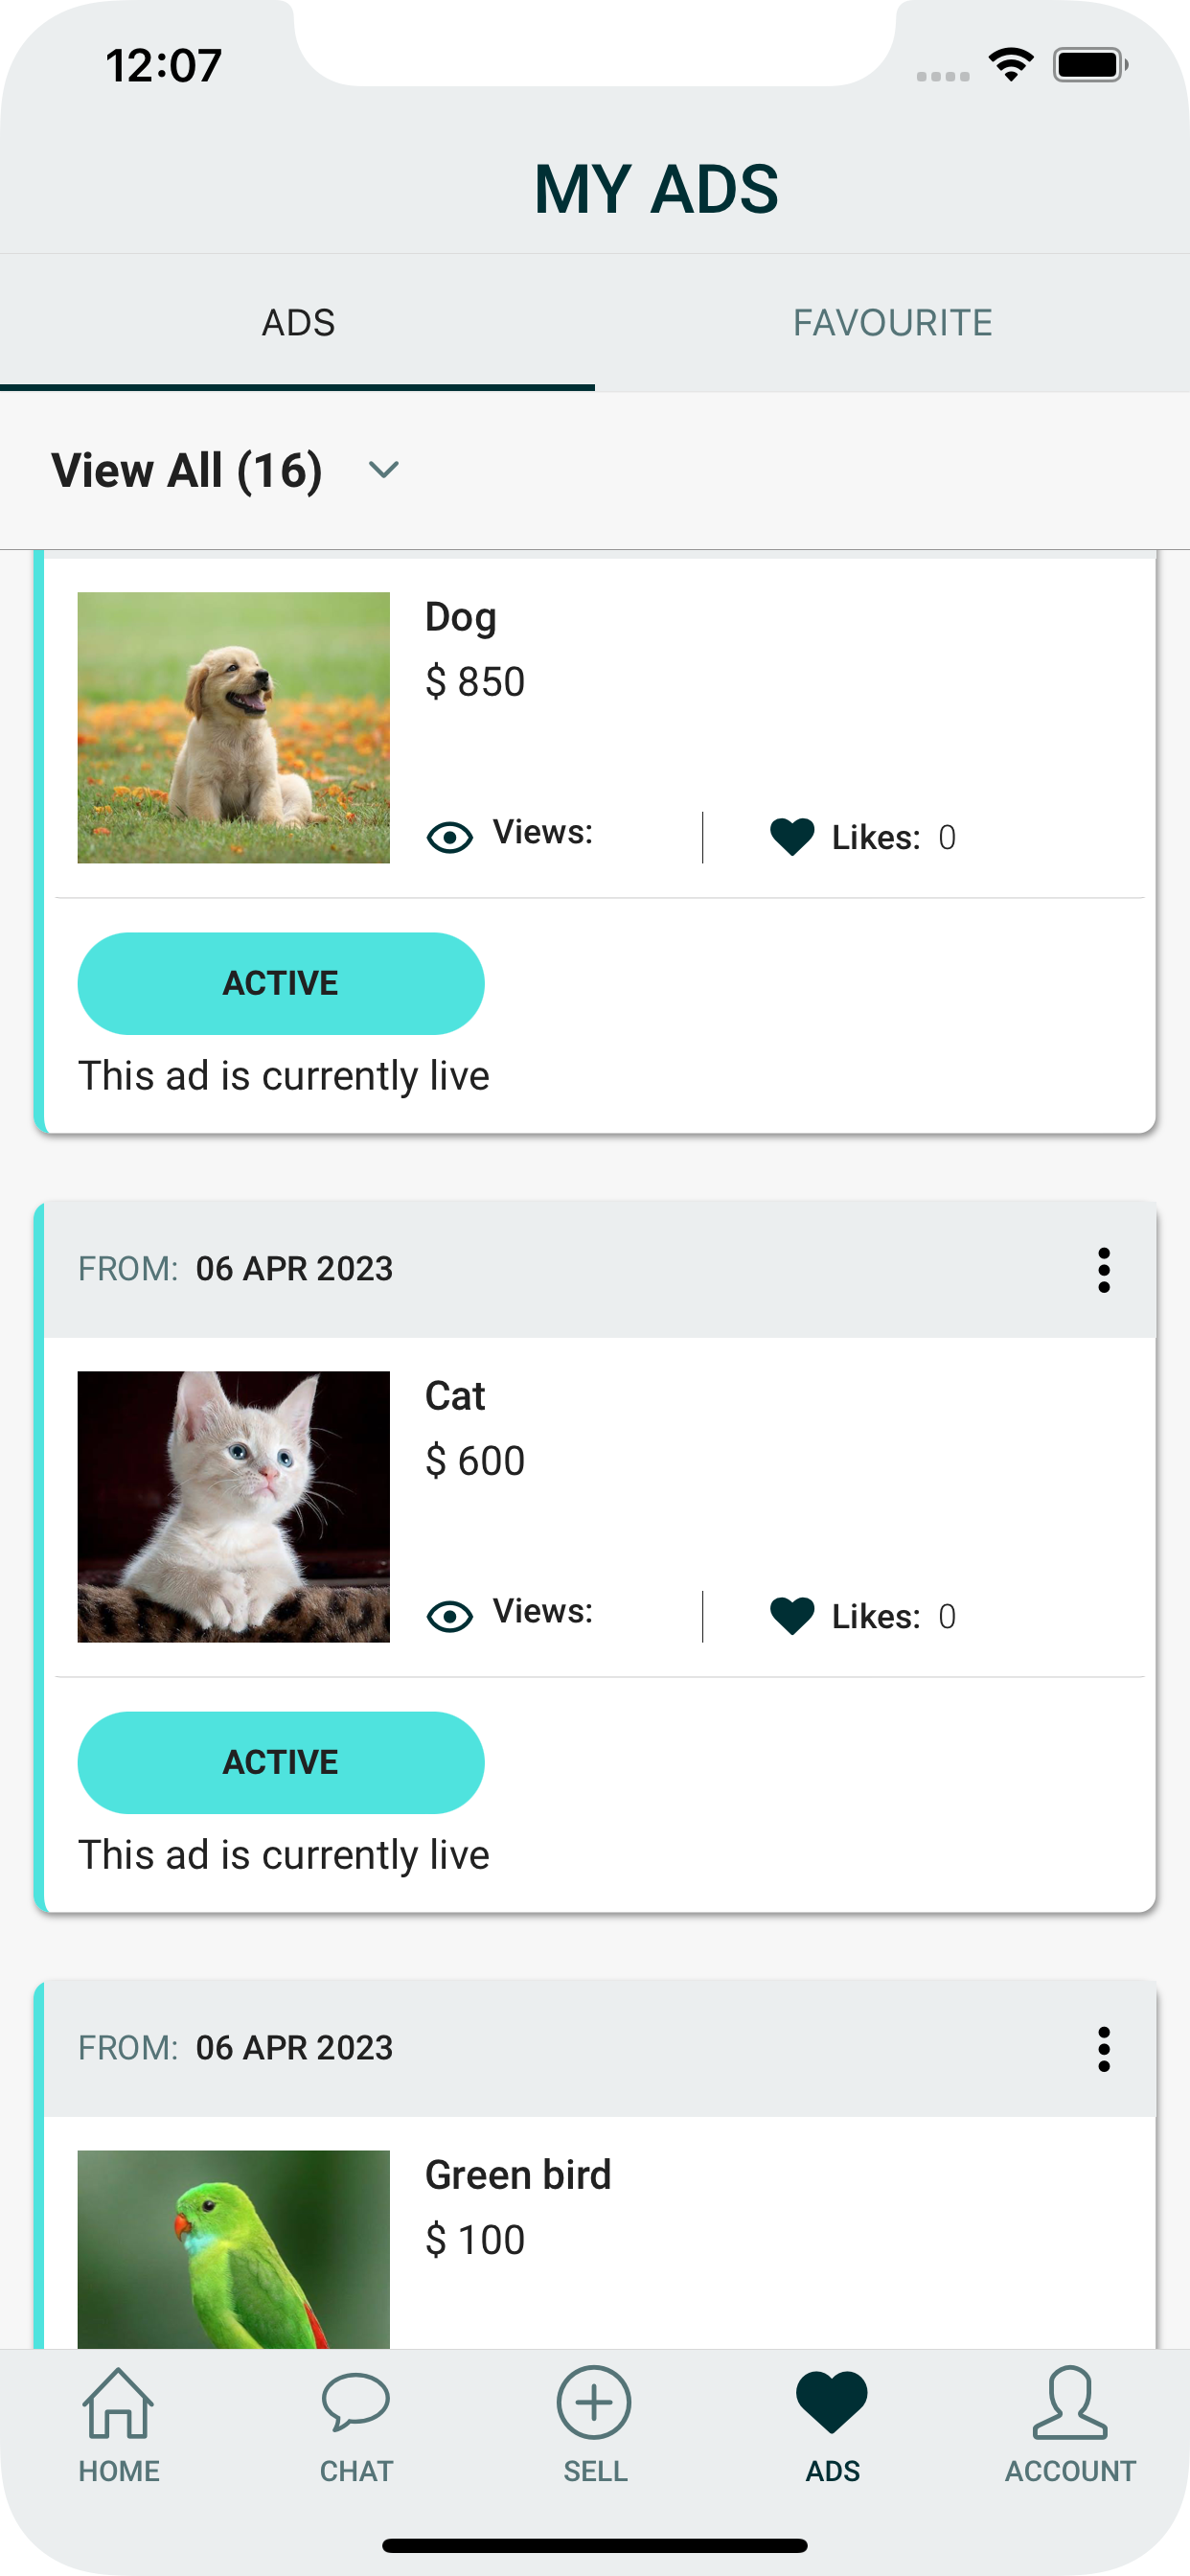 12:07
MY ADS
ADS
FAVOURITE
View All (16)
Dog
$ 850
Views:
Likes: 0
ACTIVE
This ad is currently live
FROM: 06 APR 2023
Cat
$ 600
Views:
Likes: 0
ACTIVE
This ad is currently live
FROM: 06 APR 2023
Green bird
$ 100
HOME
CHAT
SELL
ADS
ACCOUNT